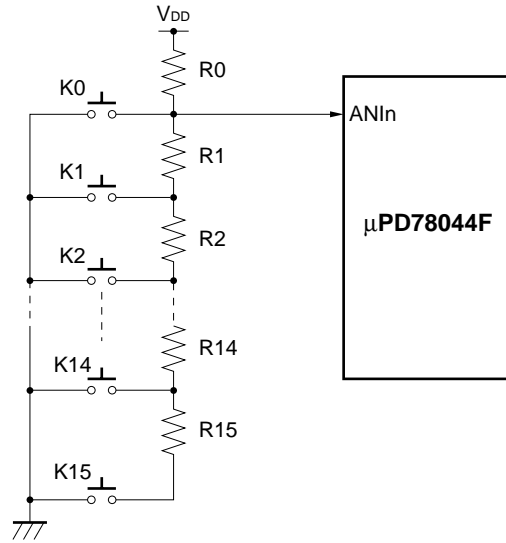 VDD
R0
K0
ANIn
R1
K1
μPD78044F
R2
K2
R14
K14
R15
K15